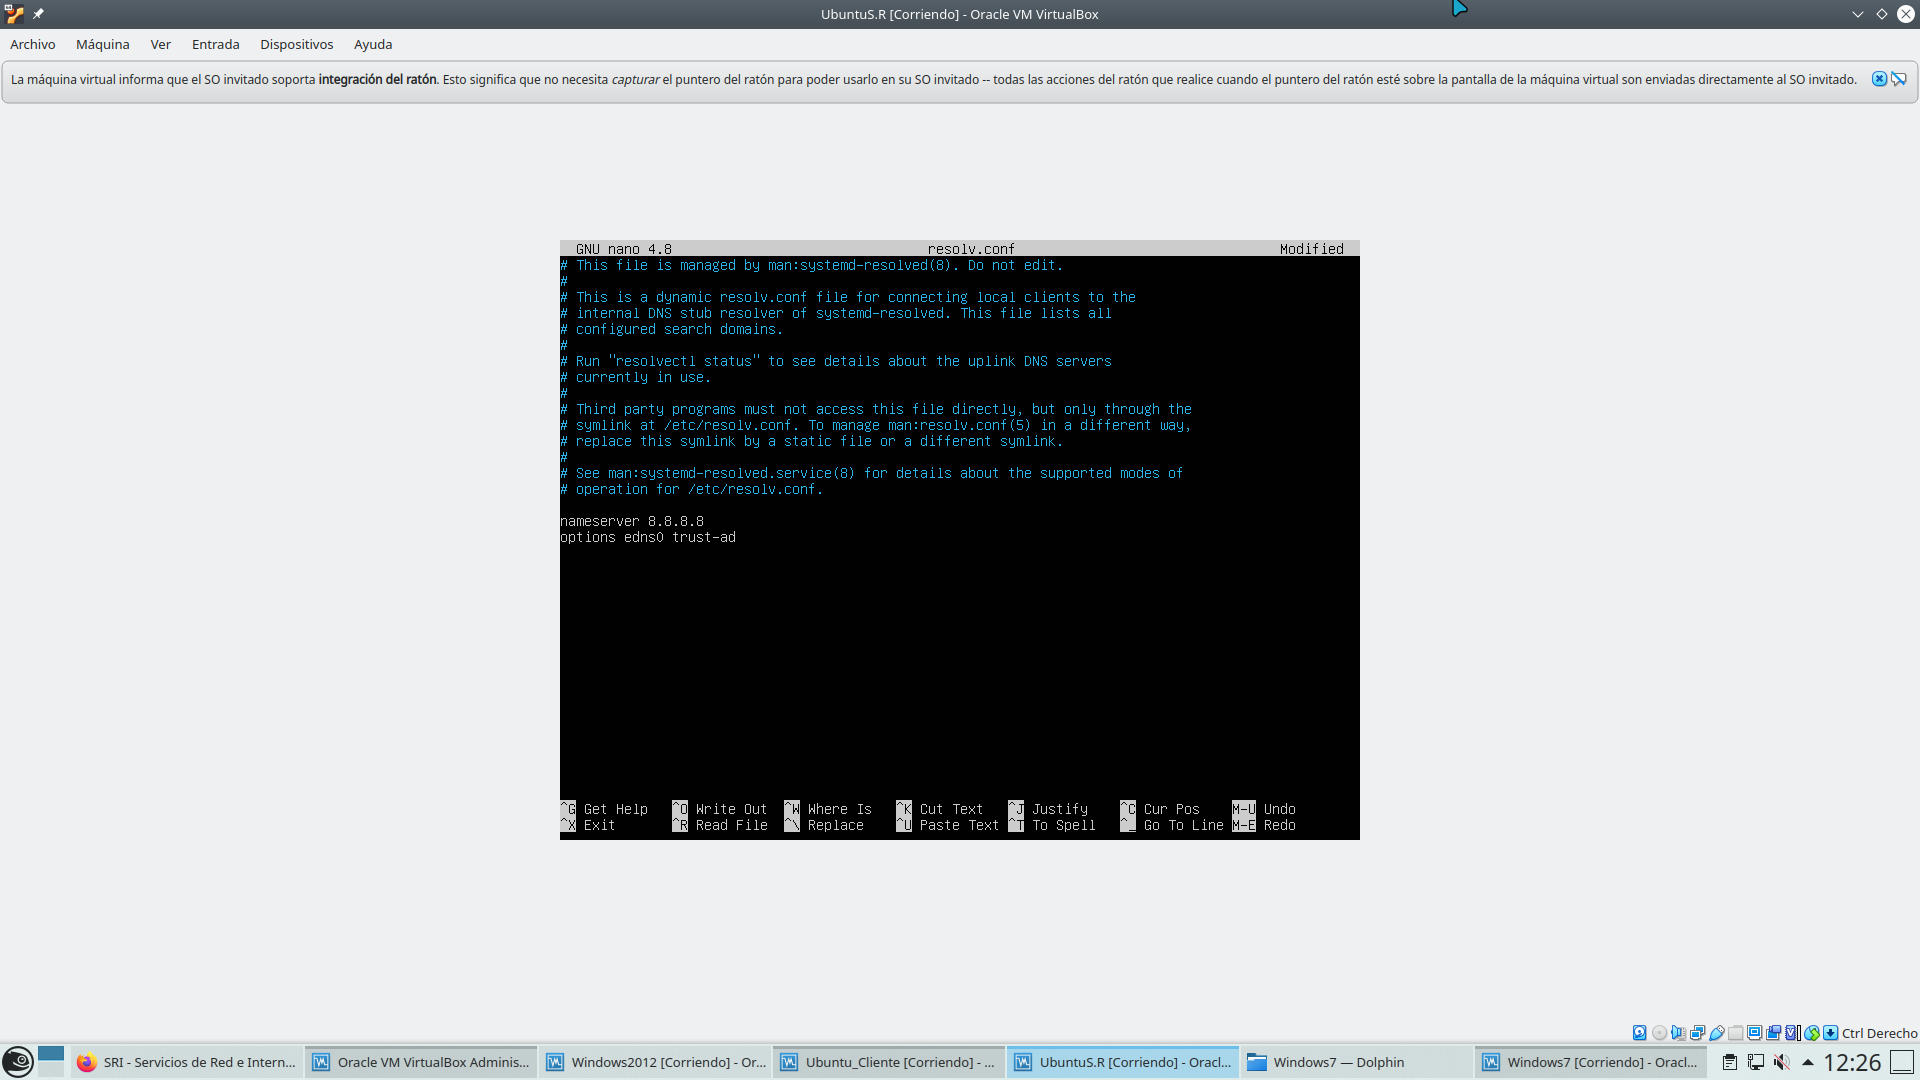 UbuntuS.R [Corriendo] - Oracle VM VirtualBox
Archivo Máquina Ver Entrada Dispositivos Ayuda
La máquina virtual informa que el SO invitado soporta integración del ratón. Esto significa que no necesita capturar el puntero del ratón para poder usarlo en su SO invitado -- todas las acciones del ratón que realice cuando el puntero del ratón esté sobre la pantalla de la máquina virtual son enviadas directamente al SO invitado.
GNU nano 4.8 resolv.conf Modified
# This file is managed by man:systemd-resolved(8). Do not edit.
#
# This is a dynamic resolv.conf file for connecting local clients to the
# internal DNS stub resolver of systemd-resolved. This file lists all
# configured search domains.
#
# Run "resolvectl status" to see details about the uplink DNS servers
# currently in use.
#
# Third party programs must not access this file directly, but only through the
# symlink at /etc/resolv.conf. To manage man:resolv.conf(5) in a different way,
# replace this symlink by a static file or a different symlink.
#
# See man:systemd-resolved.service(8) for details about the supported modes of
# operation for /etc/resolv.conf.
nameserver 8.8.8.8
options edns0 trust-ad
^G Get Help ^O Write Out ^W Where Is ^K Cut Text ^J Justify ^C Cur Pos M-U Undo
^X Exit ^R Read File ^\ Replace ^U Paste Text ^T To Spell ^_ Go To Line M-E Redo
Ctrl Derecho
SRI - Servicios de Red e Intern... Oracle VM VirtualBox Adminis... Windows2012 [Corriendo] - Or... Ubuntu_Cliente [Corriendo] - ... UbuntuS.R [Corriendo] - Oracl... Windows7 — Dolphin Windows7 [Corriendo] - Oracl... 12:26